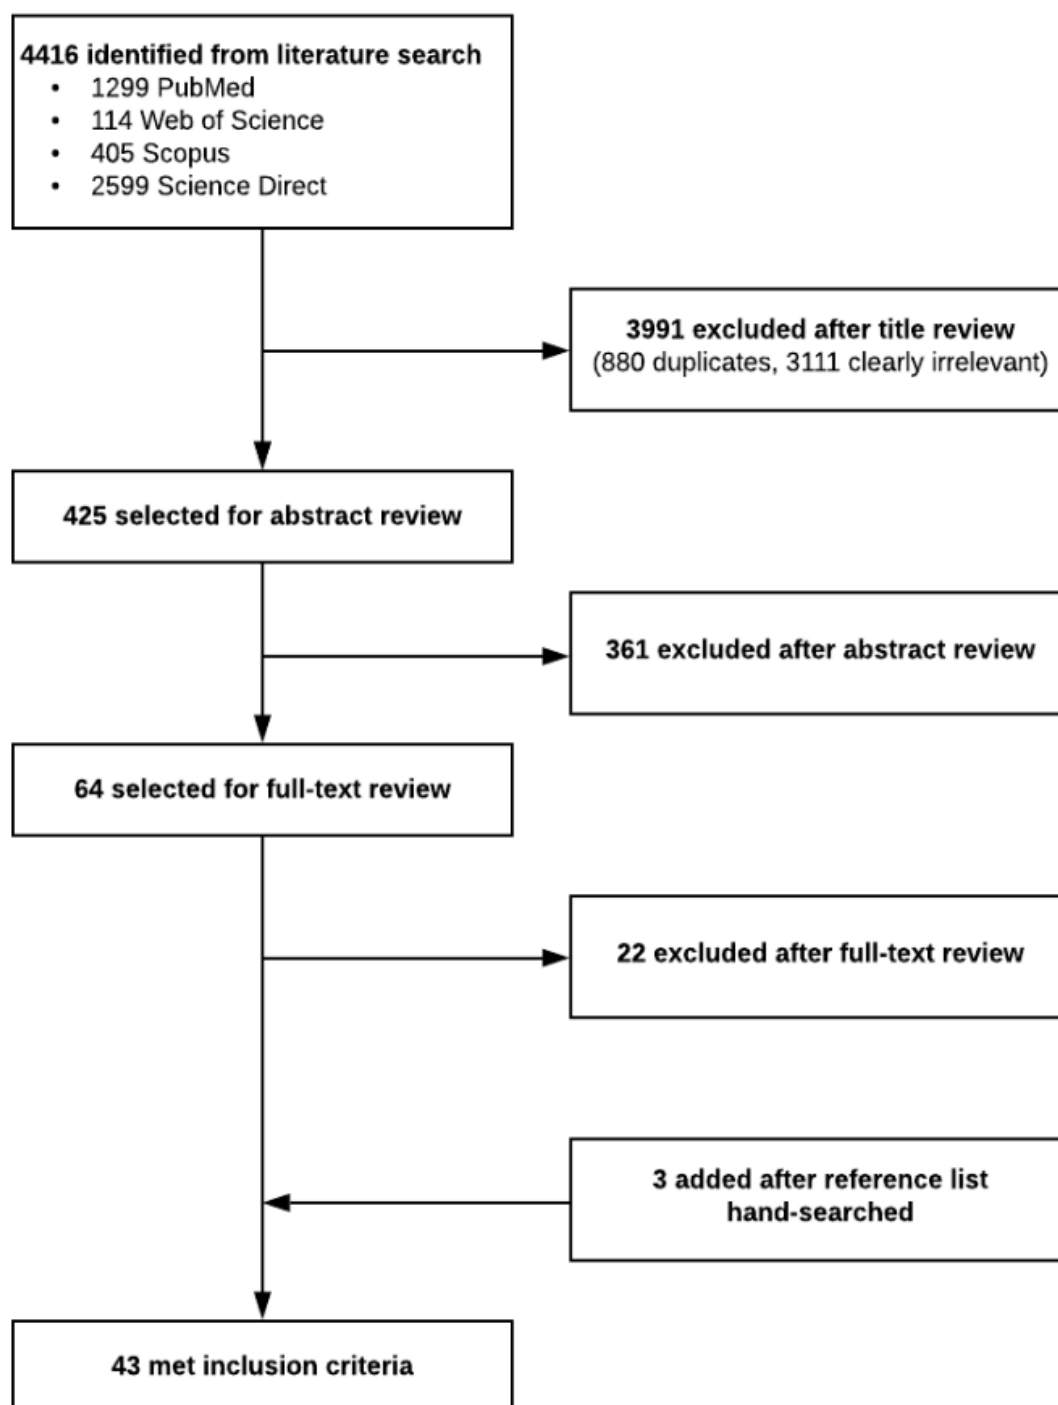 4416 identified from literature search
• 1299 PubMed
• 114 Web of Science
• 405 Scopus
• 2599 Science Direct
3991 excluded after title review
(880 duplicates, 3111 clearly irrelevant)
425 selected for abstract review
361 excluded after abstract review
64 selected for full-text review
22 excluded after full-text review
3 added after reference list
hand-searched
43 met inclusion criteria